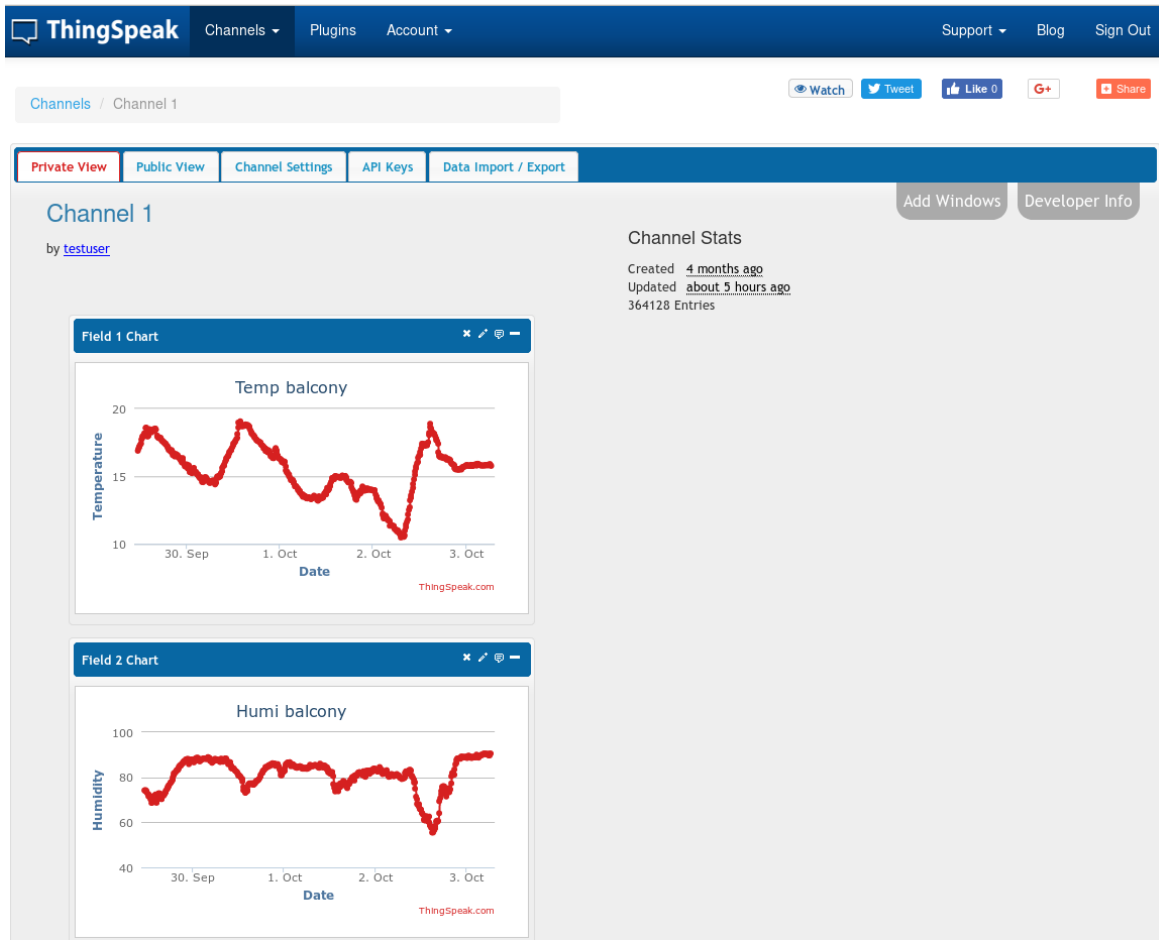 ThingSpeak Channels Plugins Account Support Blog Sign Out
Channels / Channel 1
Watch Tweet Like 0 G+ Share
Private View Public View Channel Settings API Keys Data Import / Export
Add Windows Developer Info
Channel 1
by testuser
Channel Stats
Created 4 months ago
Updated about 5 hours ago
364128 Entries
Field 1 Chart
Temp balcony
Temperature
20
15
10
30. Sep 1. Oct 2. Oct 3. Oct
Date
ThingSpeak.com
Field 2 Chart
Humi balcony
Humidity
100
80
60
40
30. Sep 1. Oct 2. Oct 3. Oct
Date
ThingSpeak.com